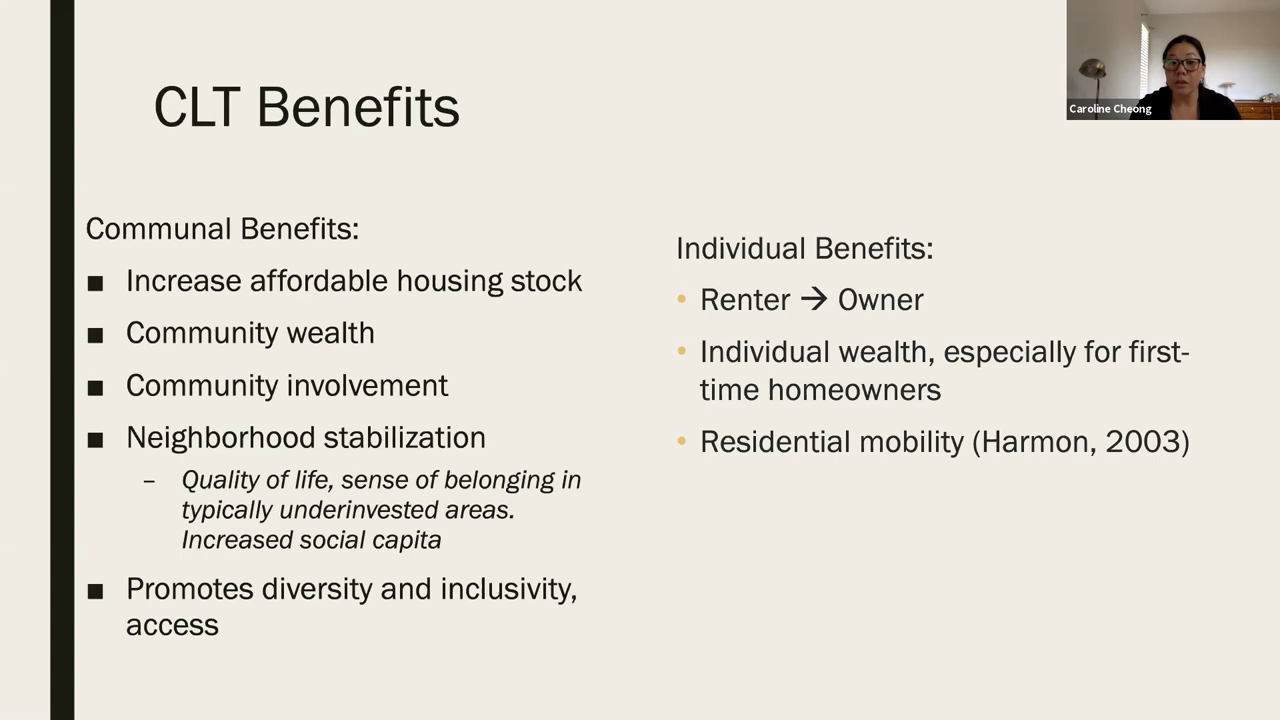 CLT Benefits
Caroline Cheong
Communal Benefits:
■ Increase affordable housing stock
■ Community wealth
■ Community involvement
■ Neighborhood stabilization
– Quality of life, sense of belonging in
typically underinvested areas.
Increased social capita
■ Promotes diversity and inclusivity,
access
Individual Benefits:
• Renter → Owner
• Individual wealth, especially for first-
time homeowners
• Residential mobility (Harmon, 2003)